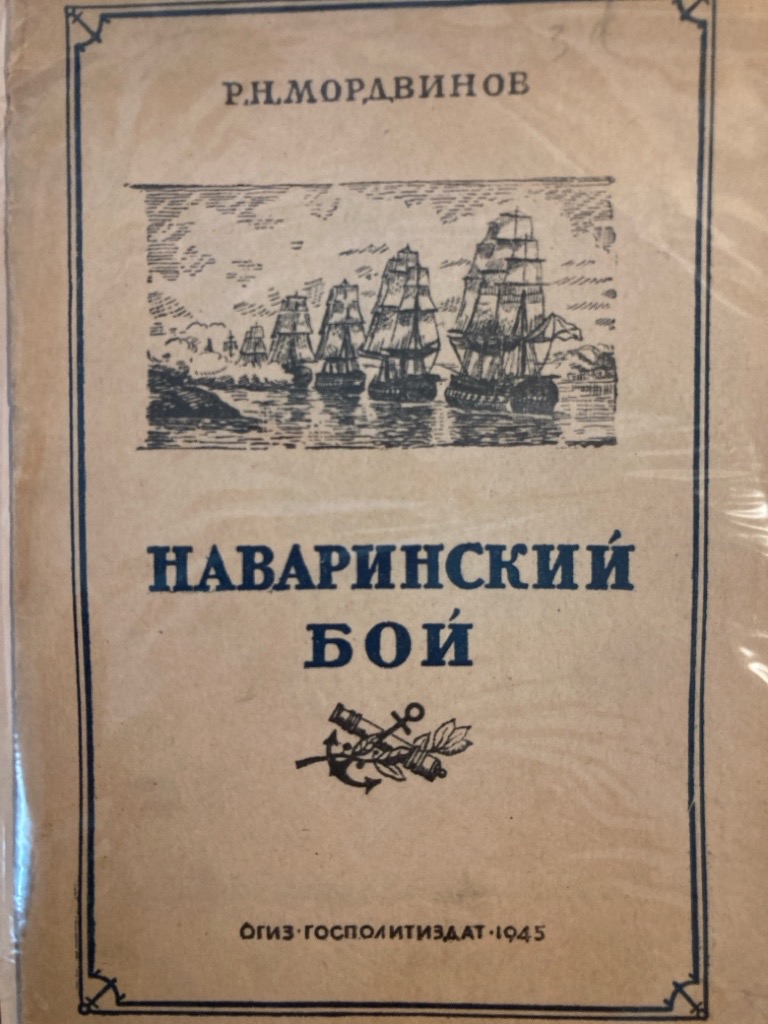 Р.Н.МОРДВИНОВ
НАВАРИНСКИЙ
БОЙ
ОГИЗ·ГОСПОЛИТИЗДАТ·1945